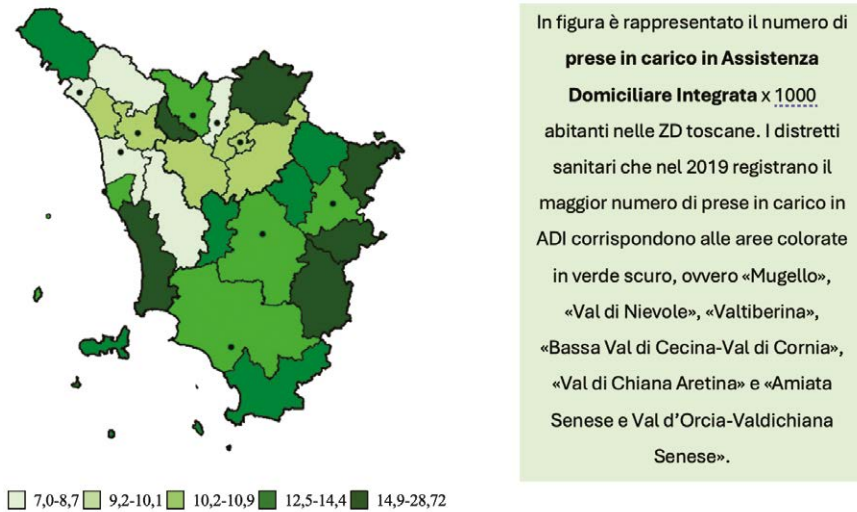 In figura è rappresentato il numero di
prese in carico in Assistenza
Domiciliare Integrata x 1000
abitanti nelle ZD toscane. I distretti
sanitari che nel 2019 registrano il
maggior numero di prese in carico in
ADI corrispondono alle aree colorate
in verde scuro, ovvero «Mugello»,
«Val di Nievole», «Valtiberina»,
«Bassa Val di Cecina-Val di Cornia»,
«Val di Chiana Aretina» e «Amiata
Senese e Val d’Orcia-Valdichiana
Senese».
7,0-8,7 9,2-10,1 10,2-10,9 12,5-14,4 14,9-28,72